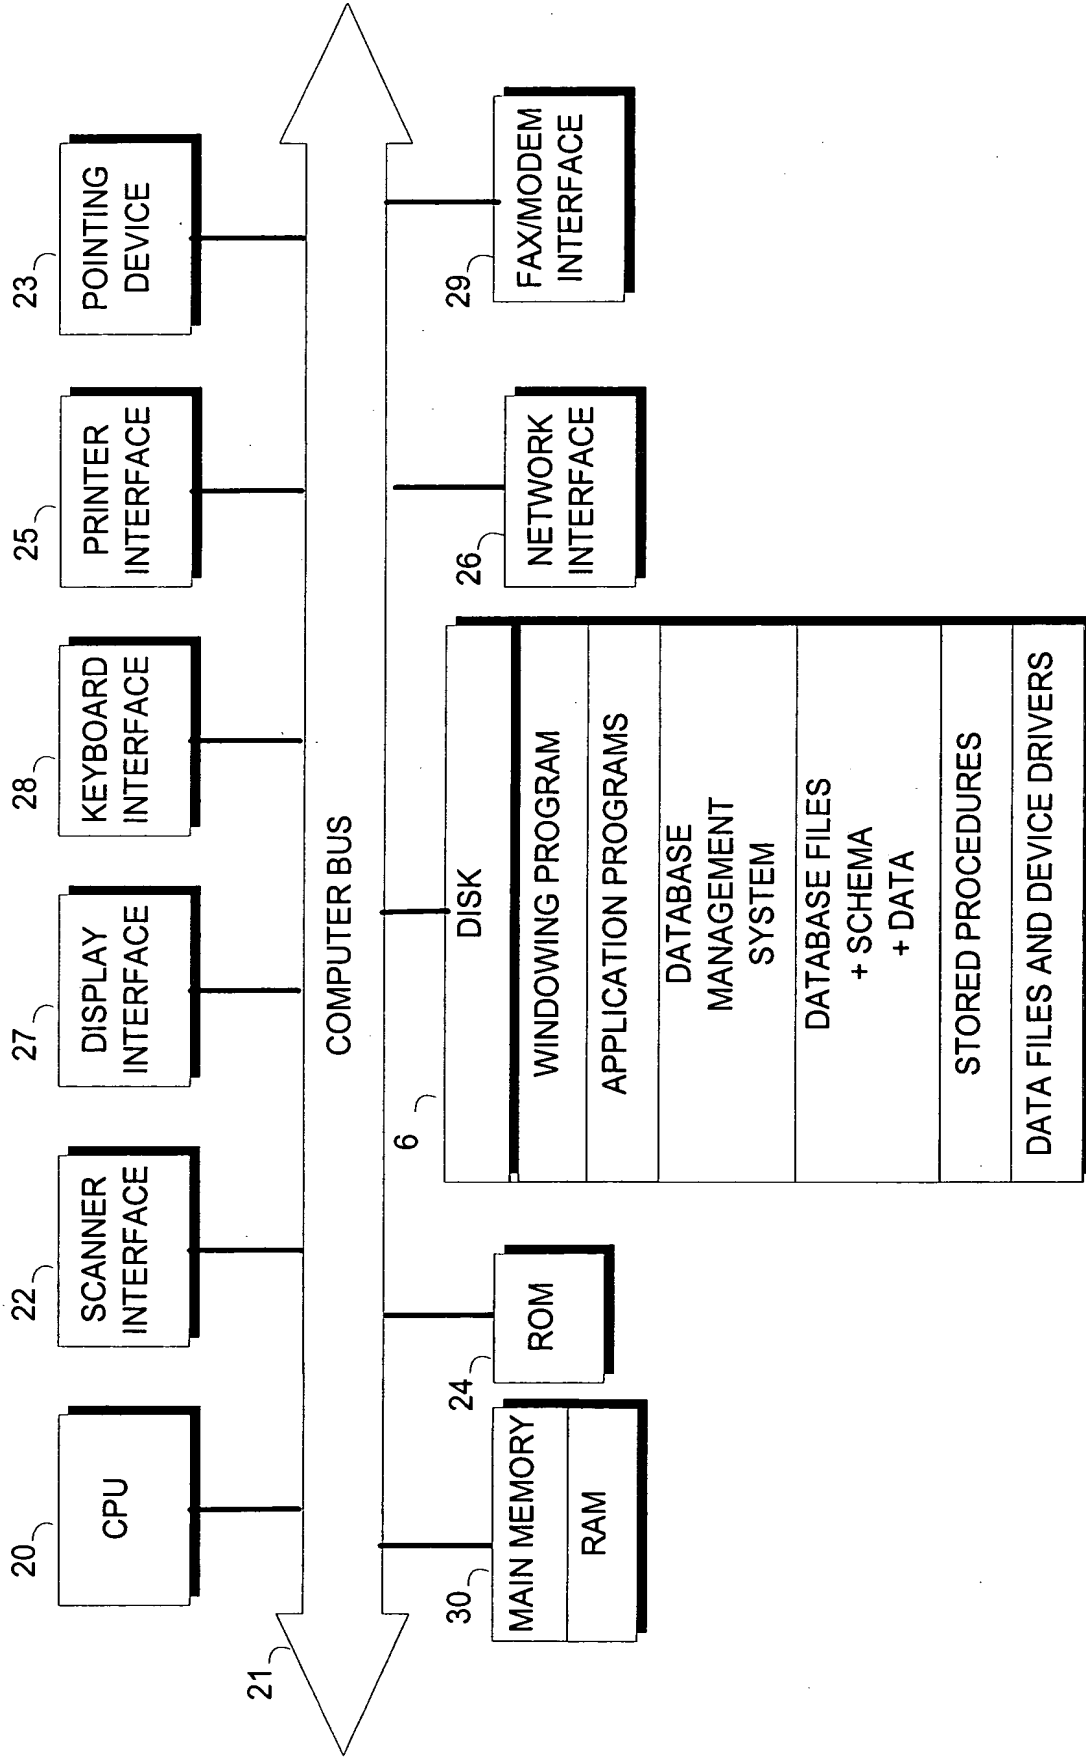 20
CPU
22
SCANNER
INTERFACE
27
DISPLAY
INTERFACE
28
KEYBOARD
INTERFACE
25
PRINTER
INTERFACE
23
POINTING
DEVICE
21
COMPUTER BUS
30
MAIN MEMORY
RAM
24
ROM
6
DISK
WINDOWING PROGRAM
APPLICATION PROGRAMS
DATABASE
MANAGEMENT
SYSTEM
DATABASE FILES
+ SCHEMA
+ DATA
STORED PROCEDURES
DATA FILES AND DEVICE DRIVERS
26
NETWORK
INTERFACE
29
FAX/MODEM
INTERFACE